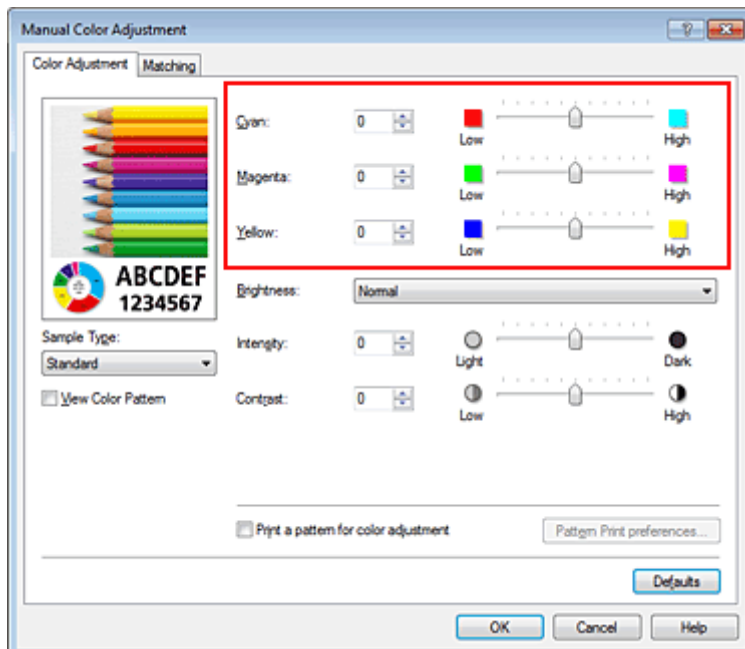 Manual Color Adjustment
Color Adjustment Matching
Cyan: 0
Low High
Magenta: 0
Low High
Yellow: 0
Low High
ABCDEF
1234567
Brightness: Normal
Sample Type:
Standard
Intensity: 0
Light Dark
View Color Pattern
Contrast: 0
Low High
Print a pattern for color adjustment Pattern Print preferences...
Defaults
OK Cancel Help